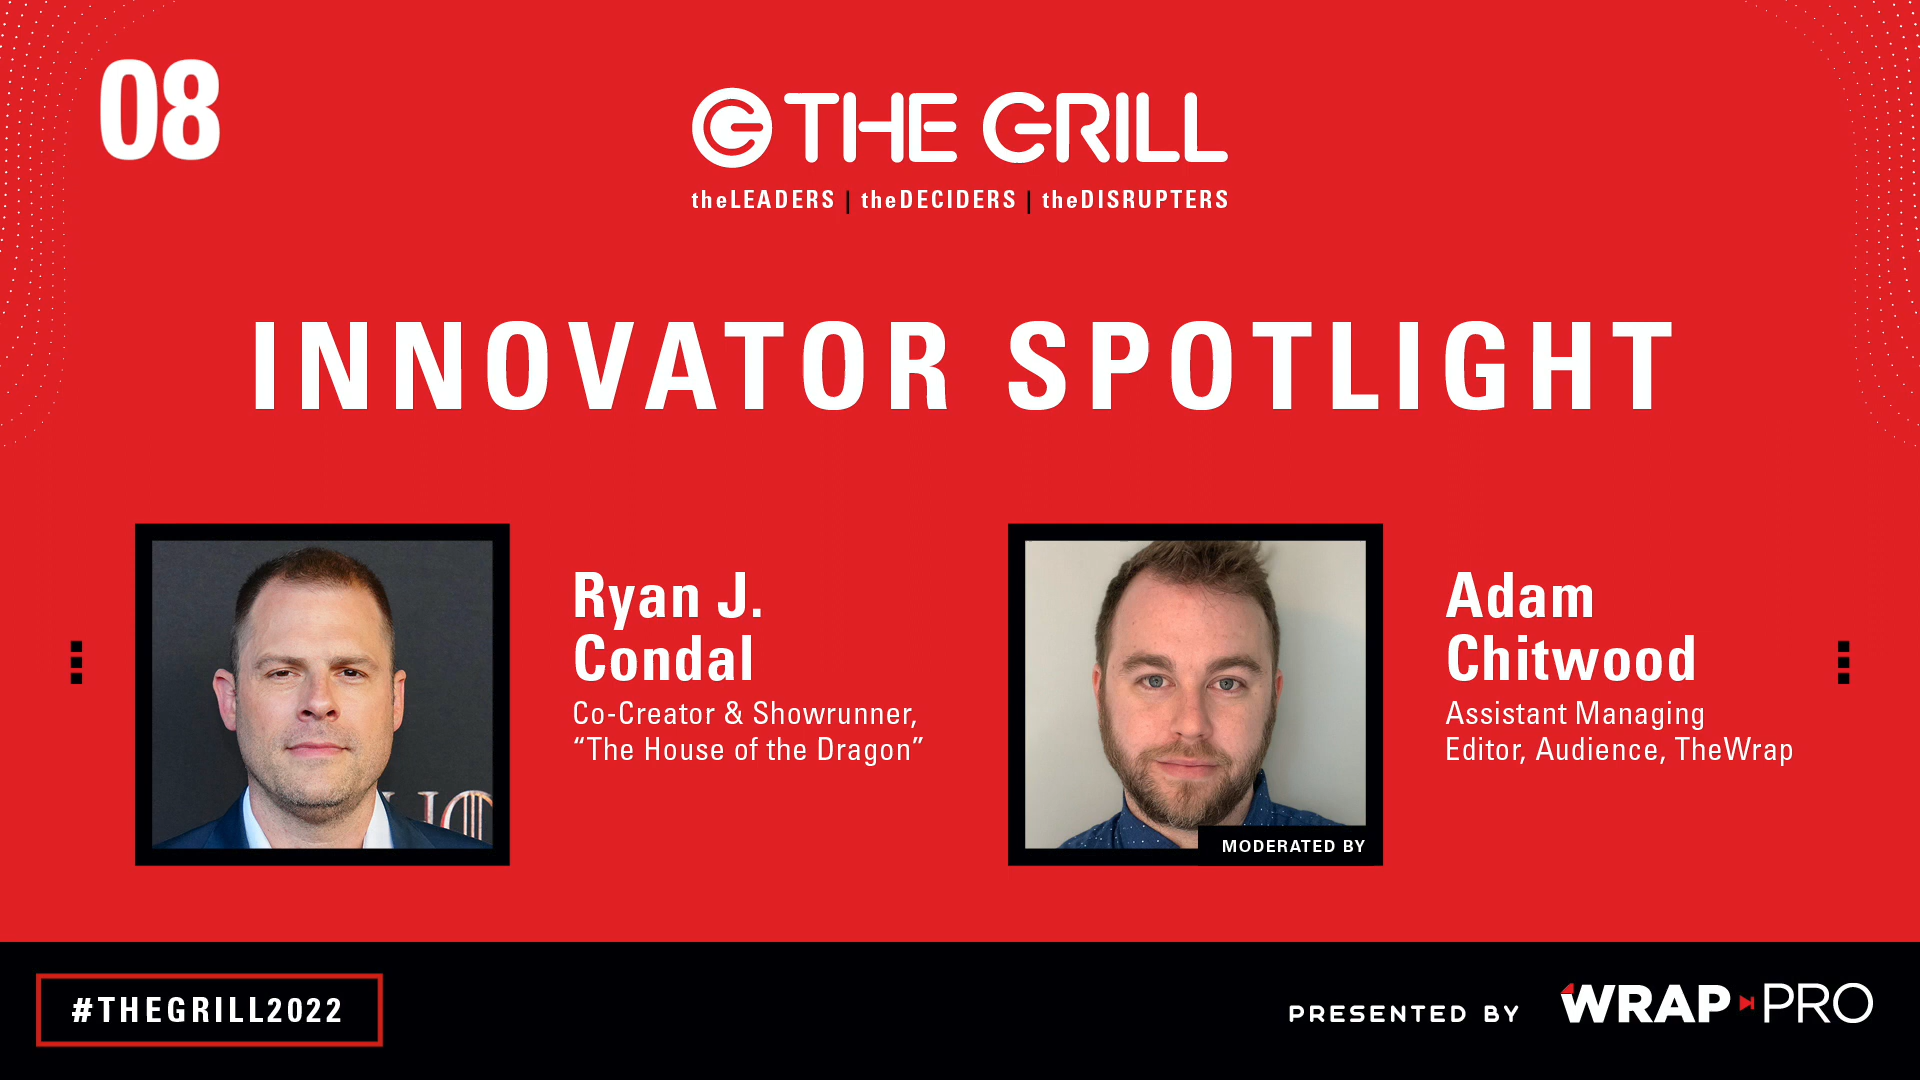 08
THE GRILL
theLEADERS | theDECIDERS | theDISRUPTERS
INNOVATOR SPOTLIGHT
Ryan J.
Condal
Co-Creator & Showrunner,
“The House of the Dragon”
HO
MODERATED BY
Adam
Chitwood
Assistant Managing
Editor, Audience, TheWrap
#THEGRILL2022
PRESENTED BY WRAP PRO